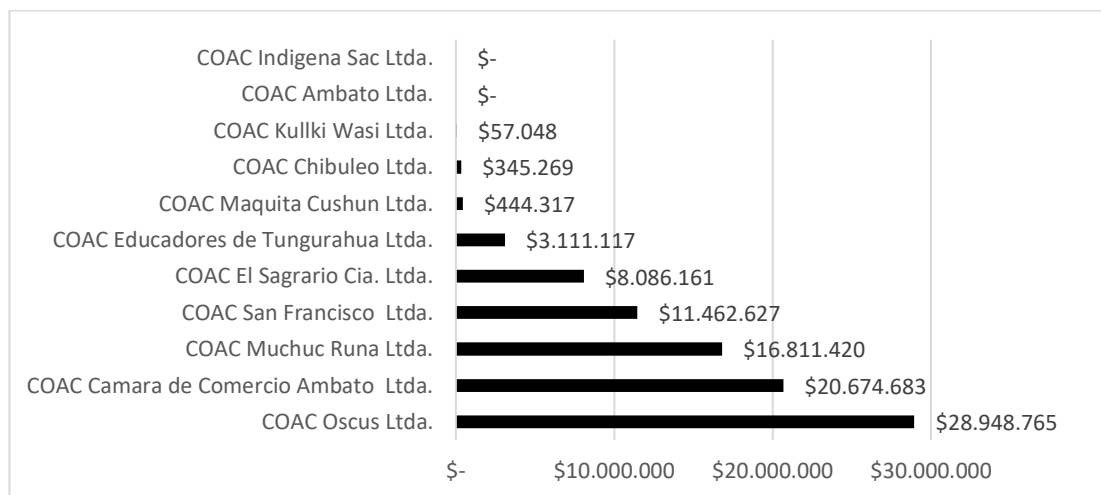 COAC Indigena Sac Ltda. $-
COAC Ambato Ltda. $-
COAC Kullki Wasi Ltda. $57.048
COAC Chibuleo Ltda. $345.269
COAC Maquita Cushun Ltda. $444.317
COAC Educadores de Tungurahua Ltda. $3.111.117
COAC El Sagrario Cia. Ltda. $8.086.161
COAC San Francisco Ltda. $11.462.627
COAC Muchuc Runa Ltda. $16.811.420
COAC Camara de Comercio Ambato Ltda. $20.674.683
COAC Oscus Ltda. $28.948.765
$- $10.000.000 $20.000.000 $30.000.000